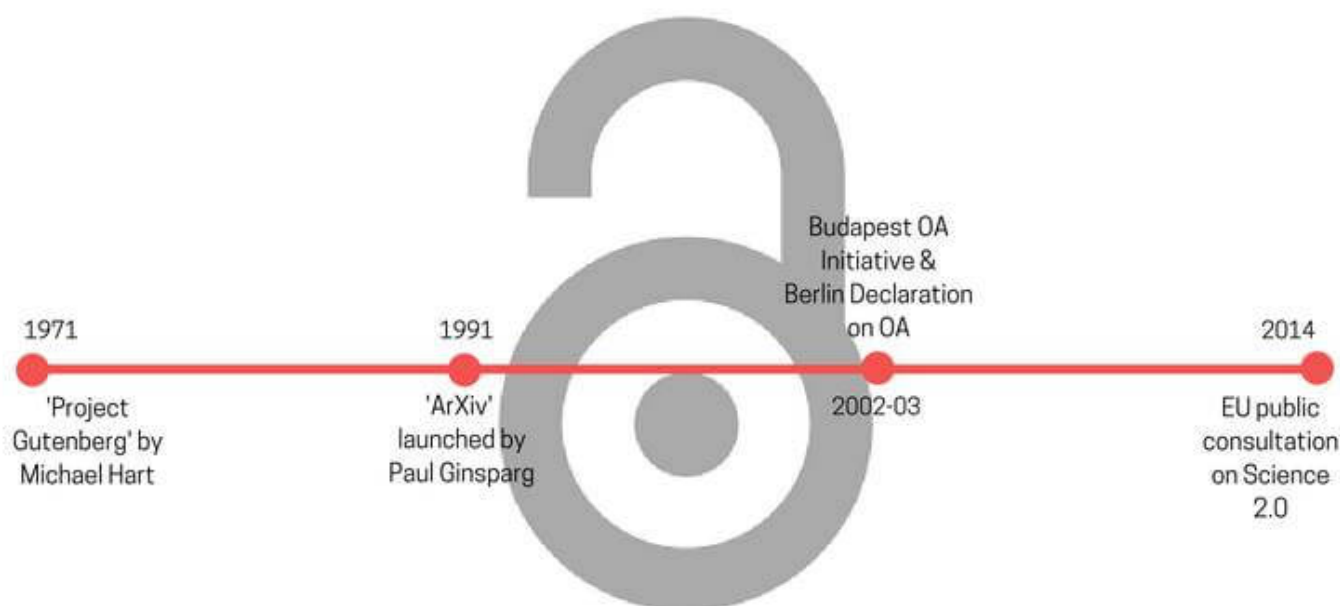 1971
'Project
Gutenberg' by
Michael Hart
1991
'ArXiv'
launched by
Paul Ginsparg
Budapest OA
Initiative &
Berlin Declaration
on OA
2002-03
2014
EU public
consultation
on Science
2.0